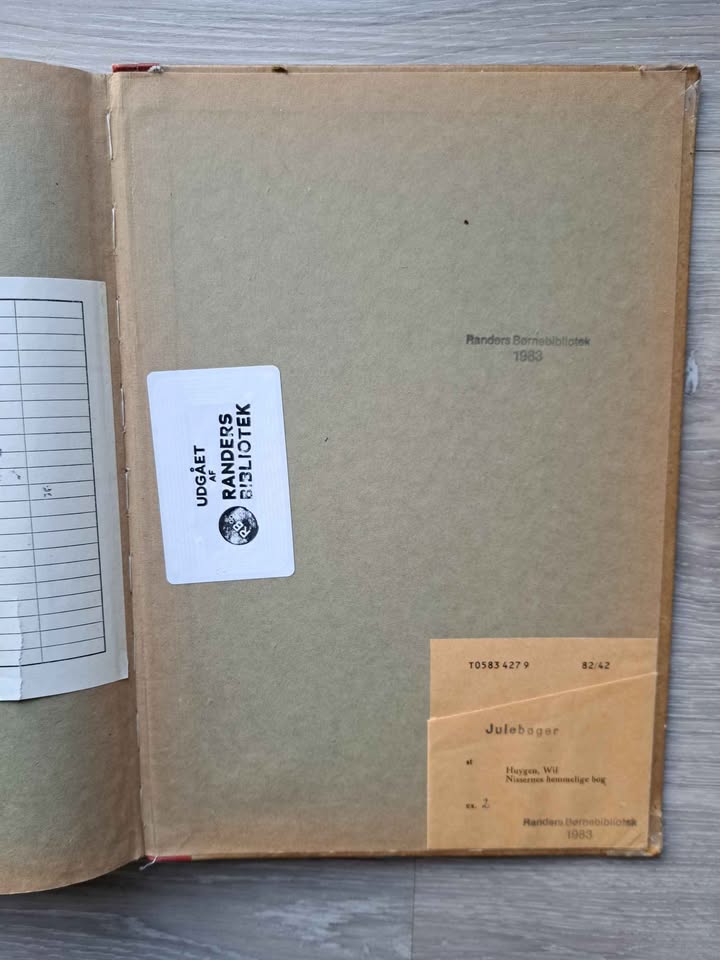 Randers Børnebibliotek
1983
UDGÅET
AF
RANDERS
BIBLIOTEK
R B
T0583 427 9 82/42
Julebøger
st
Huygen, Wil
Nissernes hemmelige bog
ex. 2
Randers Børnebibliotek
1983